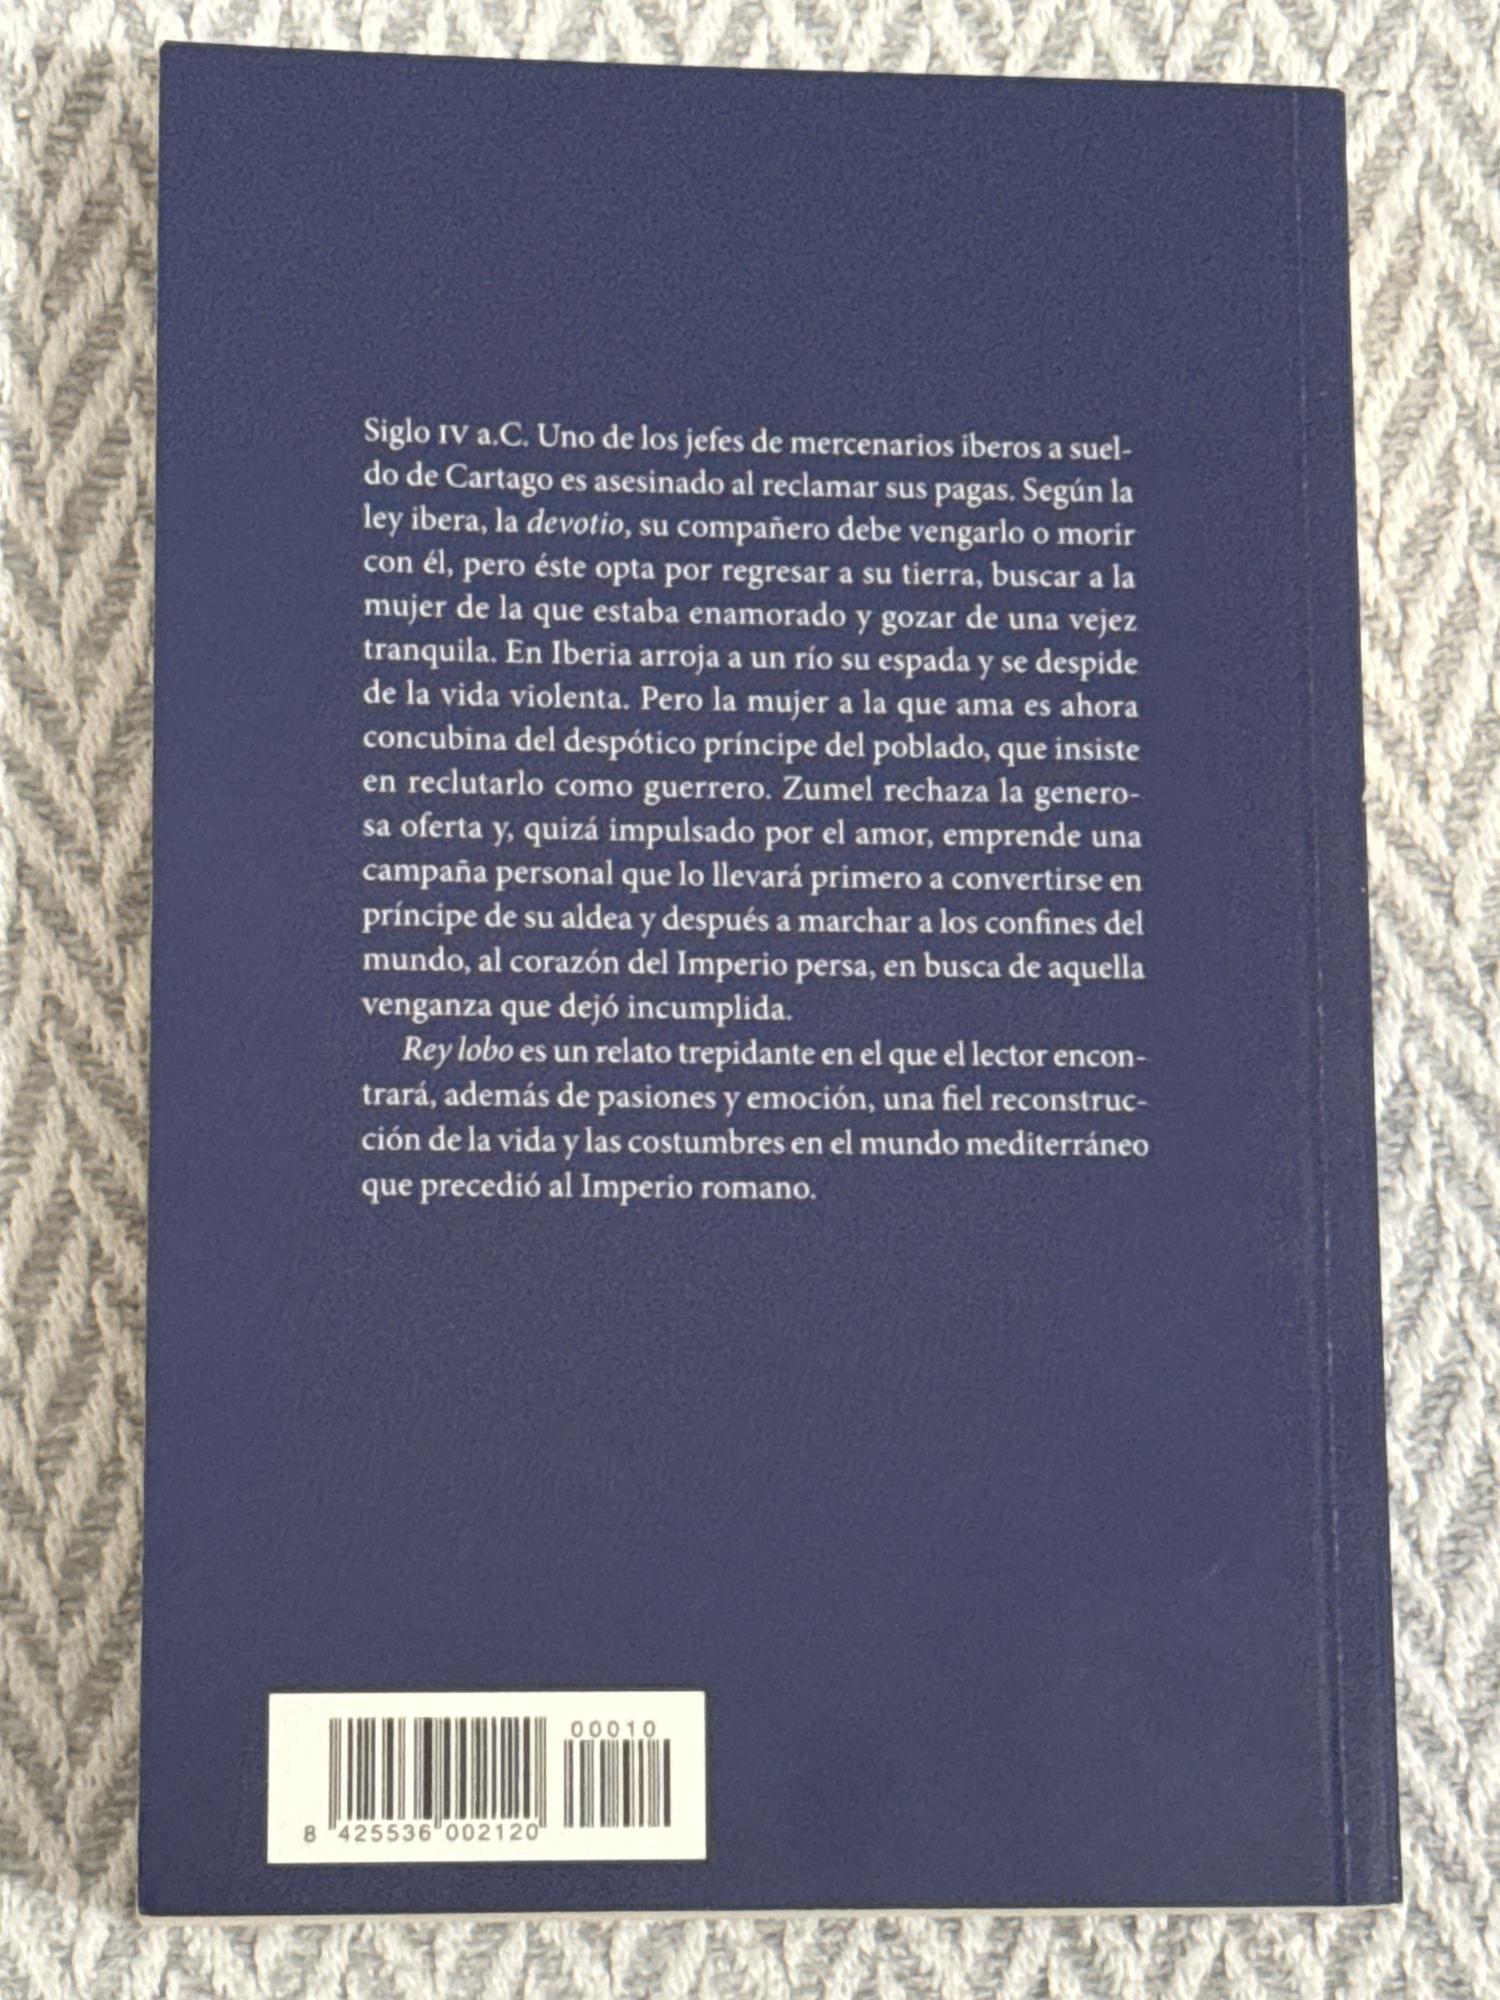 Siglo IV a.C. Uno de los jefes de mercenarios iberos a suel-
do de Cartago es asesinado al reclamar sus pagas. Según la
ley ibera, la devotio, su compañero debe vengarlo o morir
con él, pero éste opta por regresar a su tierra, buscar a la
mujer de la que estaba enamorado y gozar de una vejez
tranquila. En Iberia arroja a un río su espada y se despide
de la vida violenta. Pero la mujer a la que ama es ahora
concubina del despótico príncipe del poblado, que insiste
en reclutarlo como guerrero. Zumel rechaza la genero-
sa oferta y, quizá impulsado por el amor, emprende una
campaña personal que lo llevará primero a convertirse en
príncipe de su aldea y después a marchar a los confines del
mundo, al corazón del Imperio persa, en busca de aquella
venganza que dejó incumplida.
Rey lobo es un relato trepidante en el que el lector encon-
trará, además de pasiones y emoción, una fiel reconstruc-
ción de la vida y las costumbres en el mundo mediterráneo
que precedió al Imperio romano.
00010
8 425536 002120